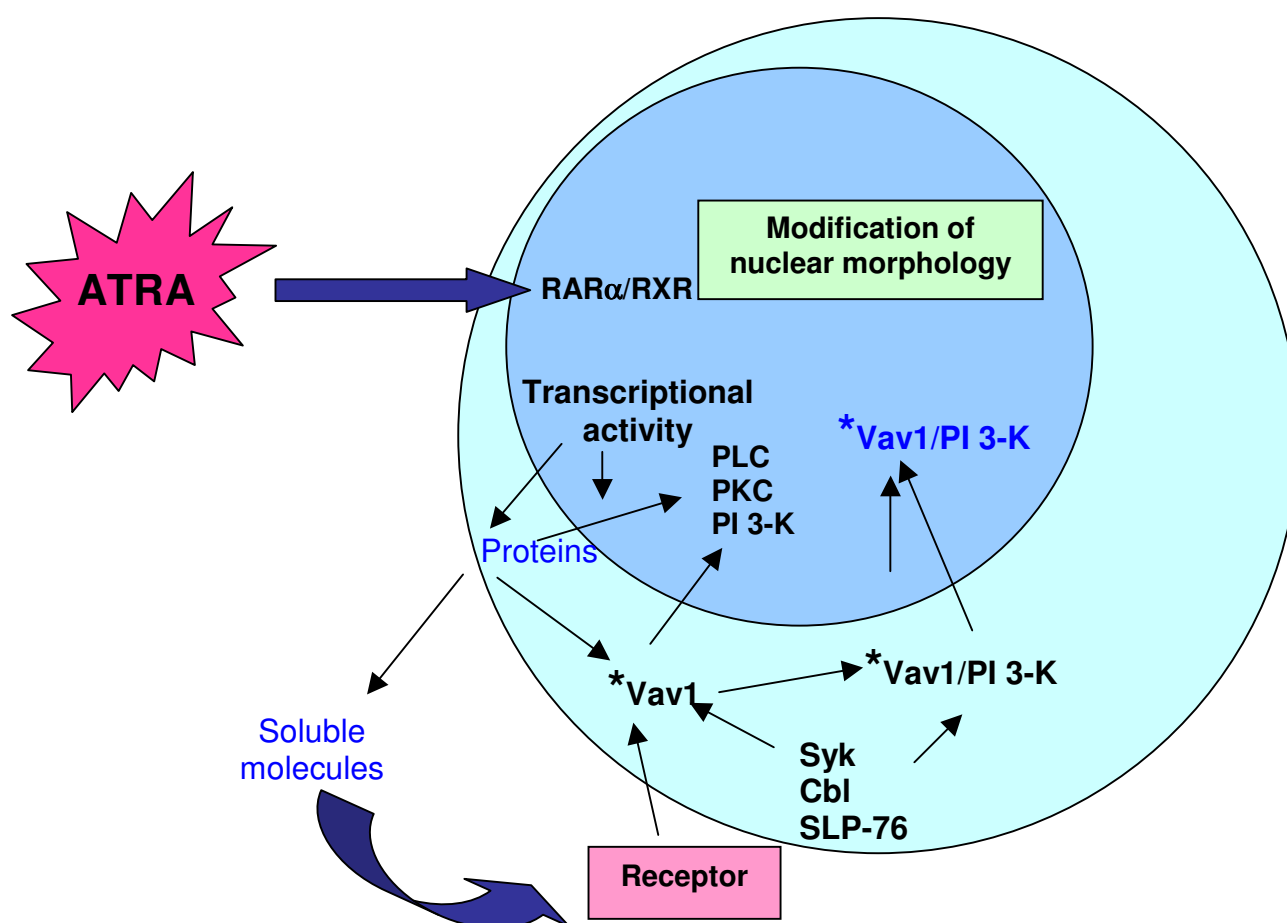 Modification of
nuclear morphology
ATRA
RARα/RXR
Transcriptional
activity
*Vav1/PI 3-K
PLC
PKC
PI 3-K
Proteins
*Vav1
*Vav1/PI 3-K
Soluble
molecules
Syk
Cbl
SLP-76
Receptor